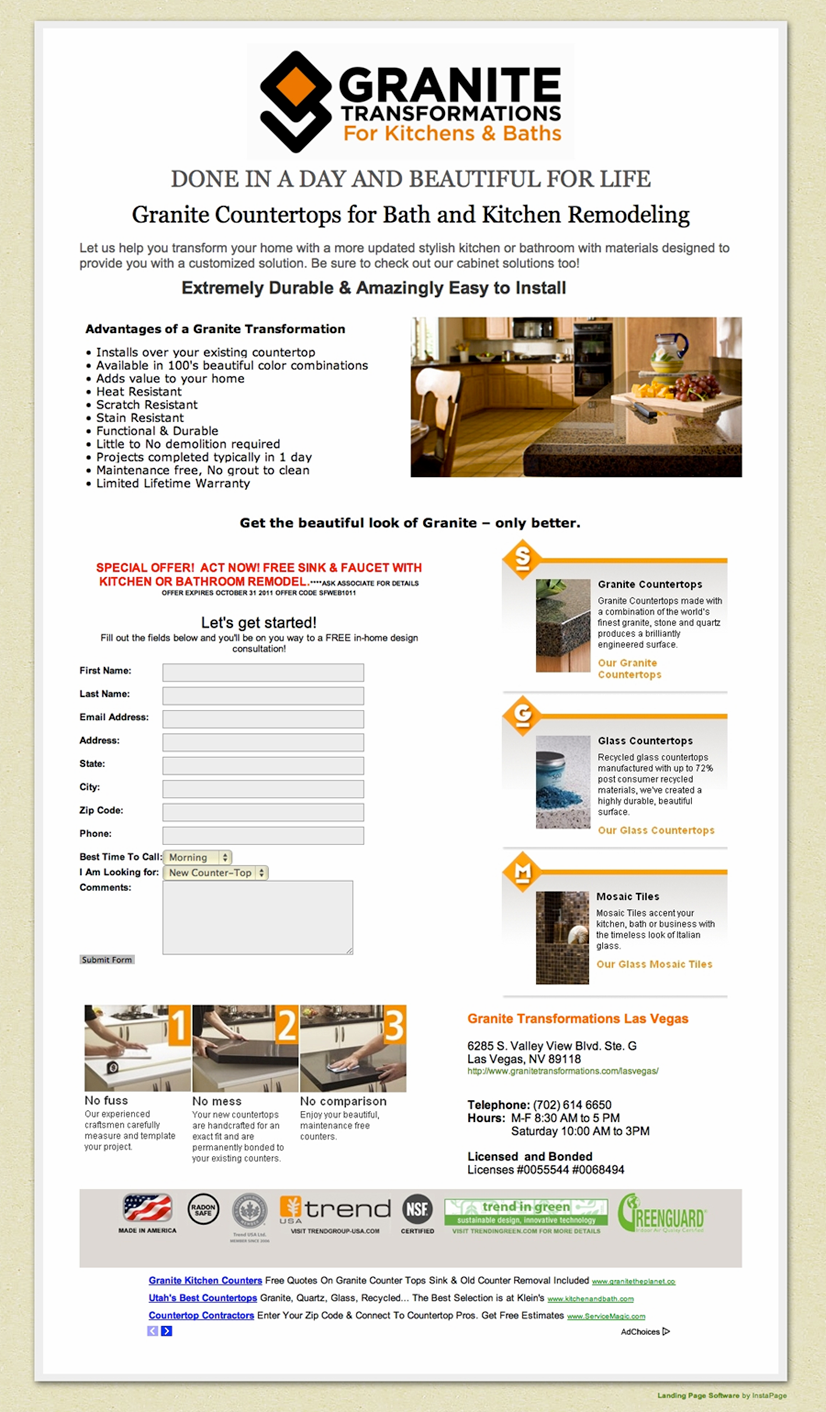 GRANITE
TRANSFORMATIONS
For Kitchens & Baths
DONE IN A DAY AND BEAUTIFUL FOR LIFE
Granite Countertops for Bath and Kitchen Remodeling
Let us help you transform your home with a more updated stylish kitchen or bathroom with materials designed to
provide you with a customized solution. Be sure to check out our cabinet solutions too!
Extremely Durable & Amazingly Easy to Install
Advantages of a Granite Transformation
• Installs over your existing countertop
• Available in 100's beautiful color combinations
• Adds value to your home
• Heat Resistant
• Scratch Resistant
• Stain Resistant
• Functional & Durable
• Little to No demolition required
• Projects completed typically in 1 day
• Maintenance free, No grout to clean
• Limited Lifetime Warranty
Get the beautiful look of Granite – only better.
SPECIAL OFFER! ACT NOW! FREE SINK & FAUCET WITH
KITCHEN OR BATHROOM REMODEL.****ASK ASSOCIATE FOR DETAILS
OFFER EXPIRES OCTOBER 31 2011 OFFER CODE SFWEB1011
Let's get started!
Fill out the fields below and you'll be on you way to a FREE in-home design
consultation!
First Name:
Last Name:
Email Address:
Address:
State:
City:
Zip Code:
Phone:
Best Time To Call: Morning
I Am Looking for: New Counter-Top
Comments:
Submit Form
S
Granite Countertops
Granite Countertops made with
a combination of the world's
finest granite, stone and quartz
produces a brilliantly
engineered surface.
Our Granite
Countertops
G
Glass Countertops
Recycled glass countertops
manufactured with up to 72%
post consumer recycled
materials, we've created a
highly durable, beautiful
surface.
Our Glass Countertops
M
Mosaic Tiles
Mosaic Tiles accent your
kitchen, bath or business with
the timeless look of Italian
glass.
Our Glass Mosaic Tiles
1
No fuss
Our experienced
craftsmen carefully
measure and template
your project.
2
No mess
Your new countertops
are handcrafted for an
exact fit and are
permanently bonded to
your existing counters.
3
No comparison
Enjoy your beautiful,
maintenance free
counters.
Granite Transformations Las Vegas
6285 S. Valley View Blvd. Ste. G
Las Vegas, NV 89118
http://www.granitetransformations.com/lasvegas/
Telephone: (702) 614 6650
Hours: M-F 8:30 AM to 5 PM
Saturday 10:00 AM to 3PM
Licensed and Bonded
Licenses #0055544 #0068494
MADE IN AMERICA
RADON
SAFE
Trend USA Ltd.
MEMBER SINCE
trend
USA
VISIT TRENDGROUP-USA.COM
NSF
CERTIFIED
trend in green
sustainable design, innovative technology
VISIT TRENDINGREEN.COM FOR MORE DETAILS
GREENGUARD
Indoor Air Quality Certified
Granite Kitchen Counters Free Quotes On Granite Counter Tops Sink & Old Counter Removal Included www.granitetheplanet.co
Utah's Best Countertops Granite, Quartz, Glass, Recycled... The Best Selection is at Klein's www.kitchenandbath.com
Countertop Contractors Enter Your Zip Code & Connect To Countertop Pros. Get Free Estimates www.ServiceMagic.com
AdChoices
Landing Page Software by InstaPage